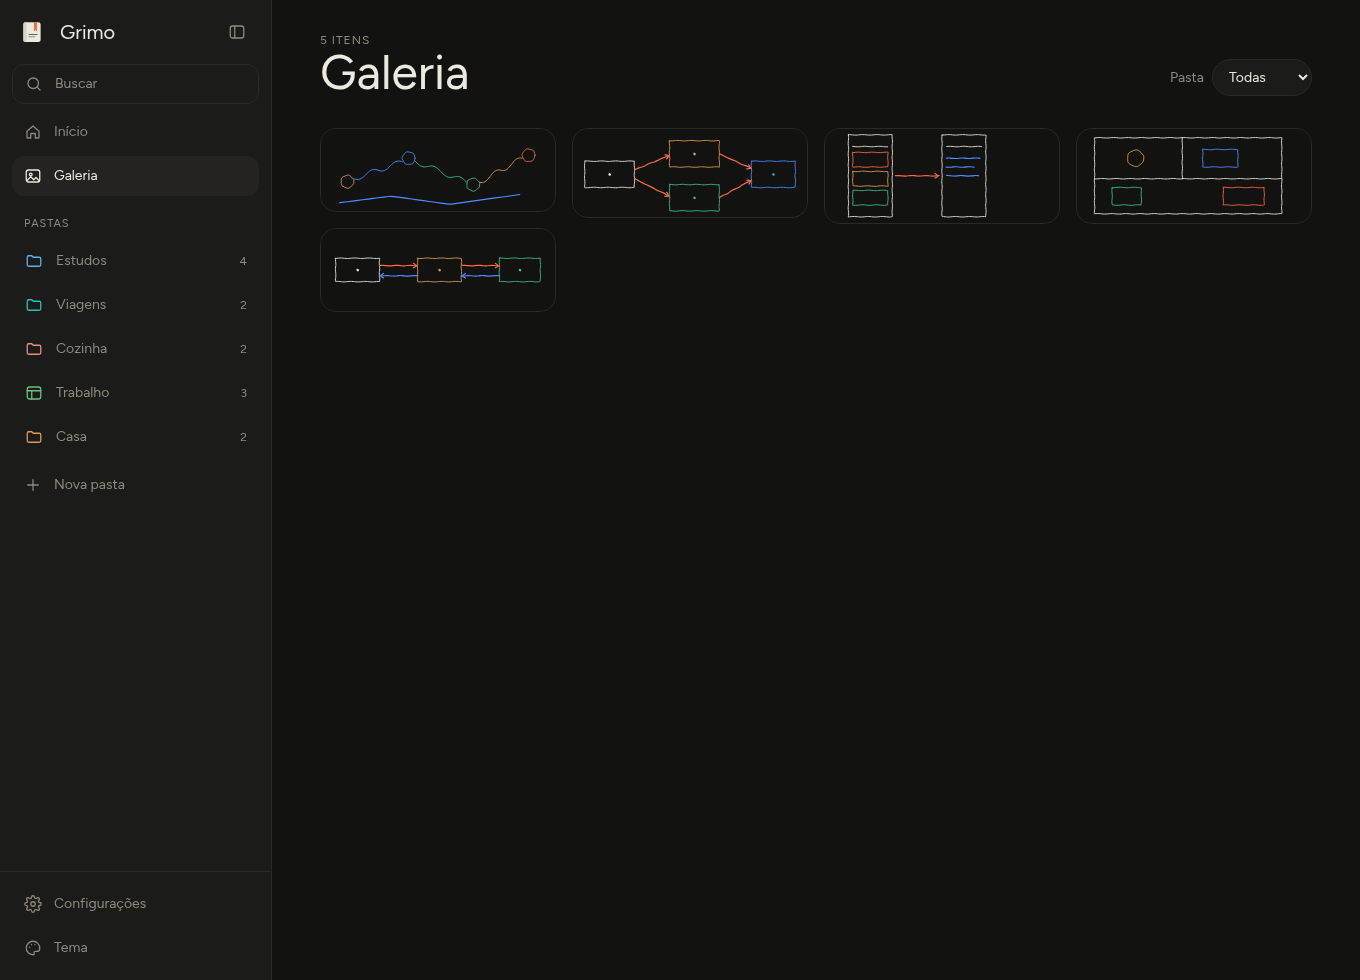 Grimo
Buscar
Início
Galeria
PASTAS
Estudos 4
Viagens 2
Cozinha 2
Trabalho 3
Casa 2
Nova pasta
Configurações
Tema
5 ITENS
Galeria
Pasta Todas